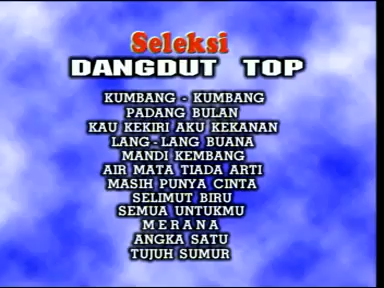 Seleksi
DANGDUT TOP
KUMBANG - KUMBANG
PADANG BULAN
KAU KEKIRI AKU KEKANAN
LANG - LANG BUANA
MANDI KEMBANG
AIR MATA TIADA ARTI
MASIH PUNYA CINTA
SELIMUT BIRU
SEMUA UNTUKMU
M E R A N A
ANGKA SATU
TUJUH SUMUR